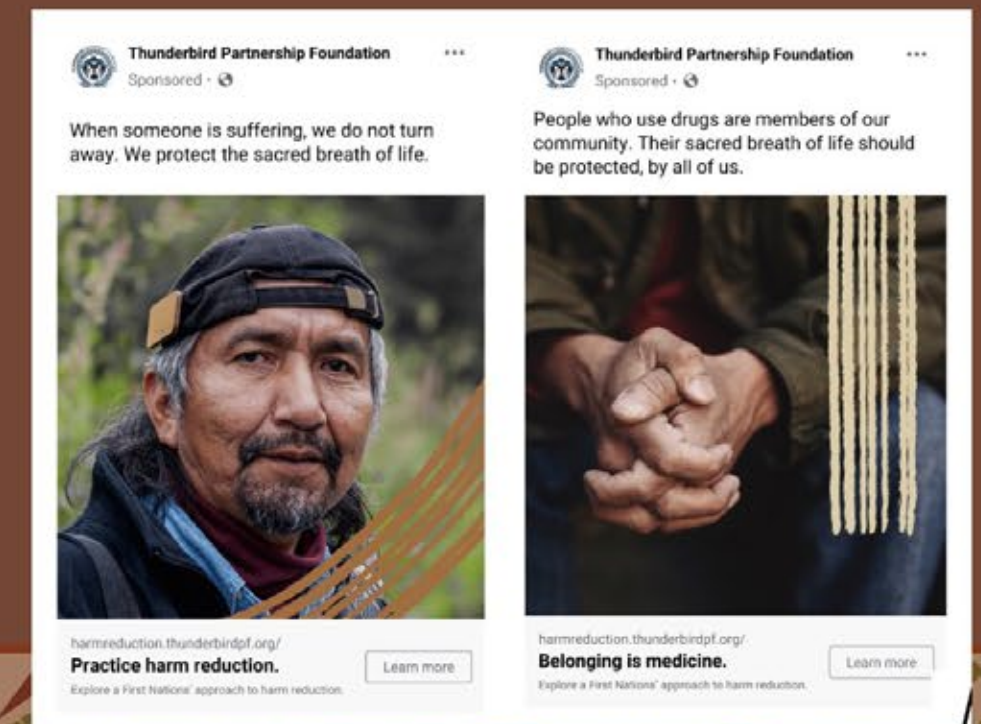 Thunderbird Partnership Foundation
Sponsored ·
When someone is suffering, we do not turn
away. We protect the sacred breath of life.
harmreduction.thunderbirdpf.org/
Practice harm reduction.
Explore a First Nations' approach to harm reduction.
Learn more
Thunderbird Partnership Foundation
Sponsored ·
People who use drugs are members of our
community. Their sacred breath of life should
be protected, by all of us.
harmreduction.thunderbirdpf.org/
Belonging is medicine.
Explore a First Nations' approach to harm reduction.
Learn more